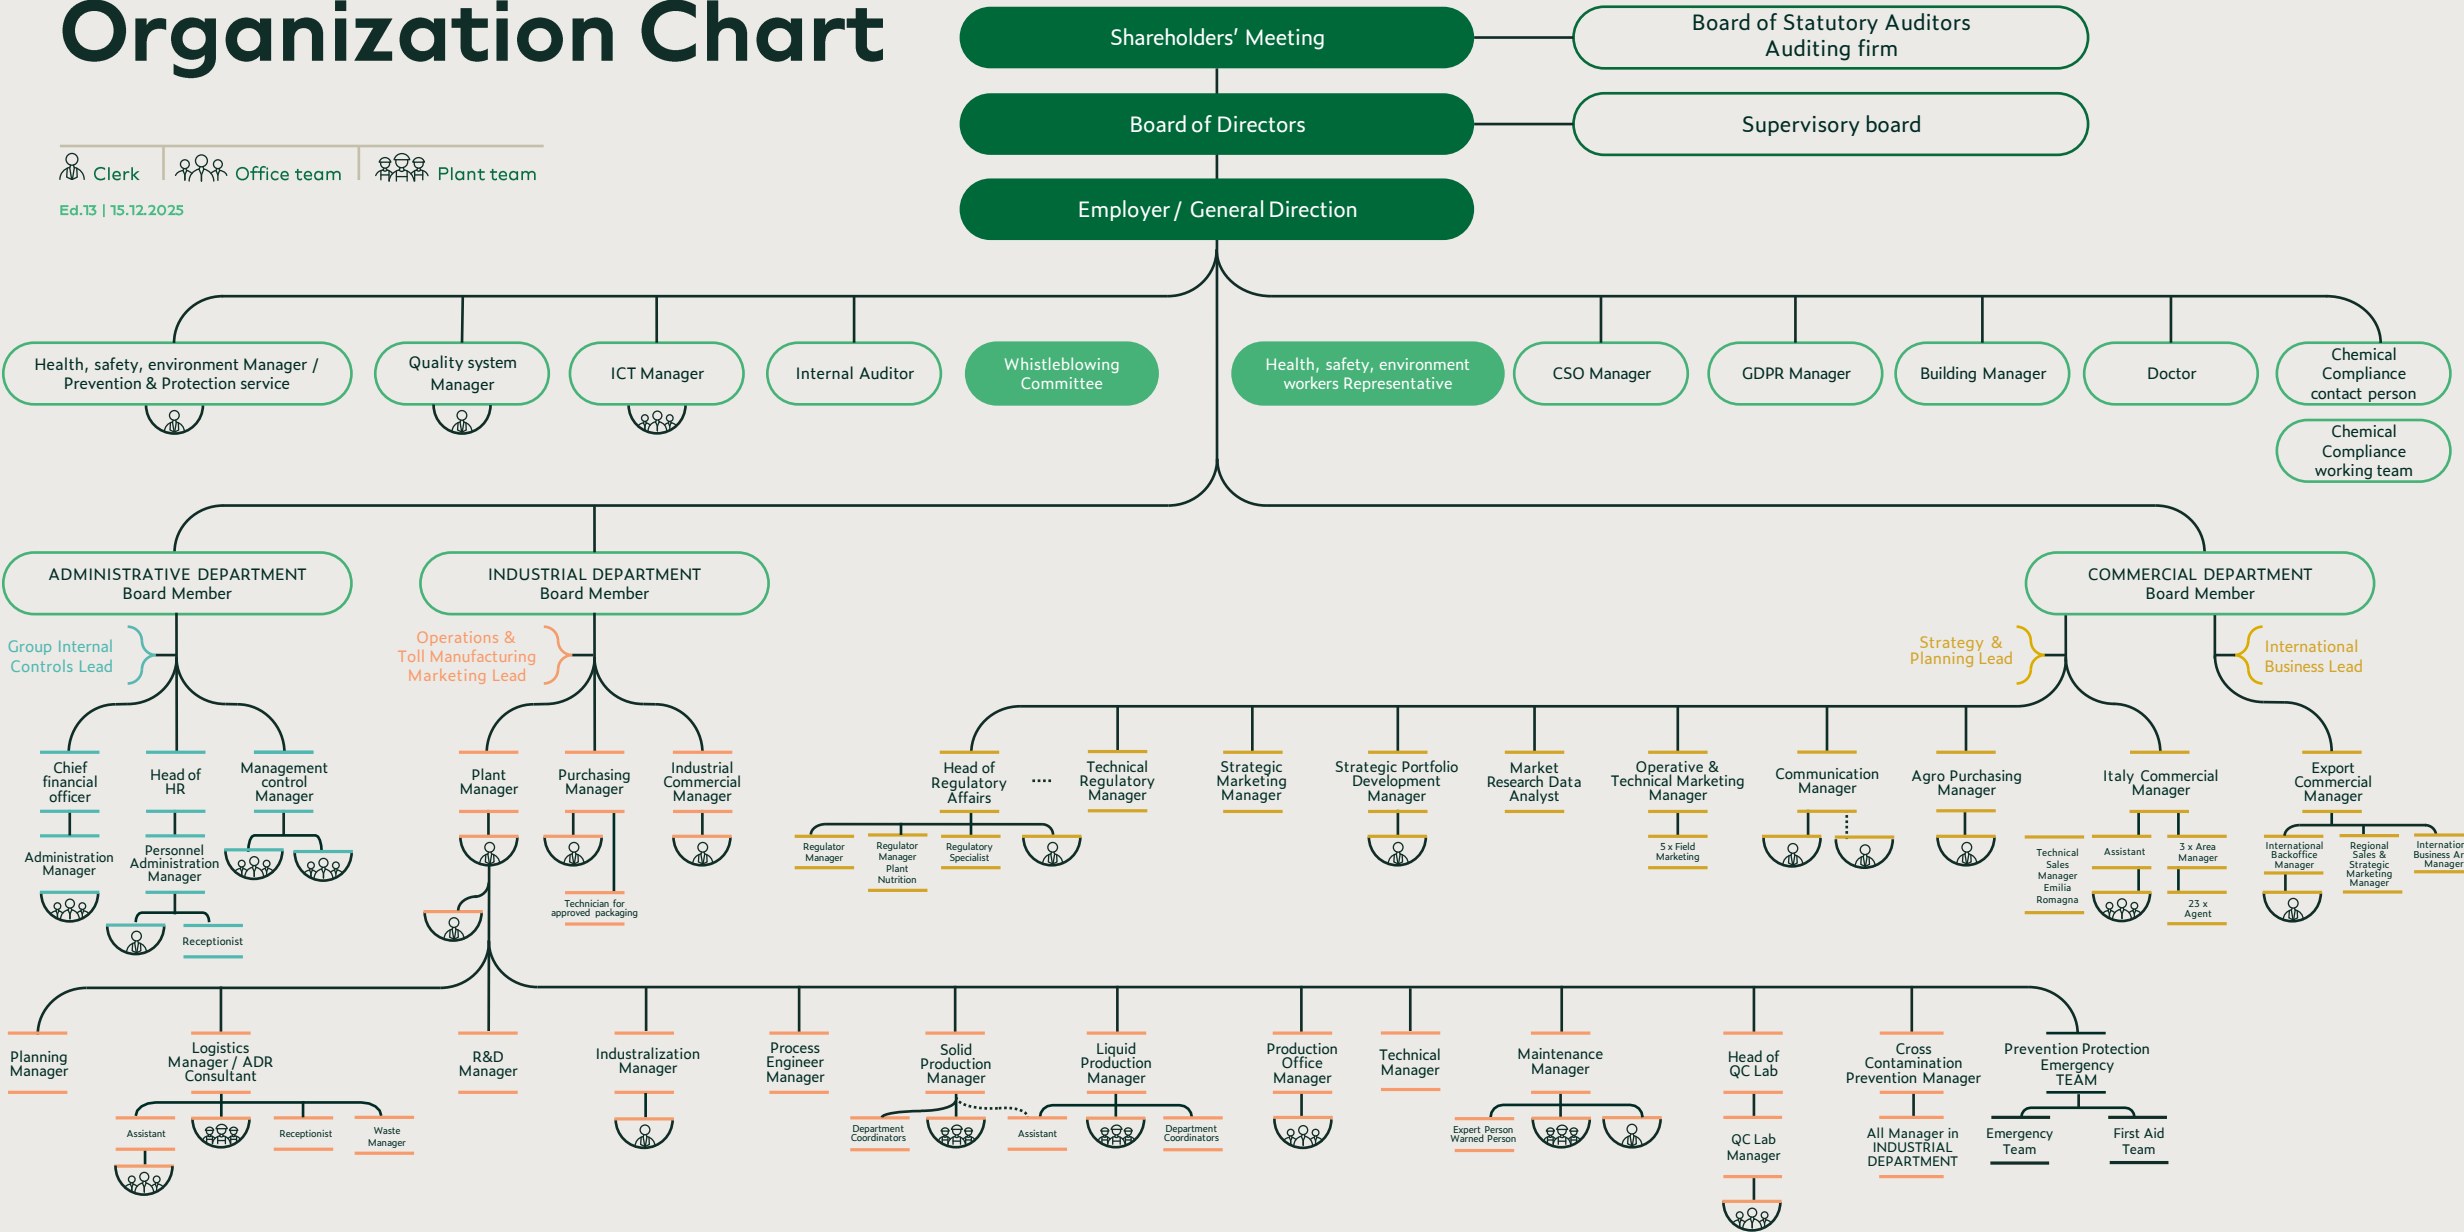 Organization Chart
Clerk
Office team
Plant team
Ed.13 | 15.12.2025
Shareholders’ Meeting
Board of Statutory Auditors
Auditing firm
Board of Directors
Supervisory board
Employer / General Direction
Health, safety, environment Manager /
Prevention & Protection service
Quality system
Manager
ICT Manager
Internal Auditor
Whistleblowing
Committee
Health, safety, environment
workers Representative
CSO Manager
GDPR Manager
Building Manager
Doctor
Chemical
Compliance
contact person
Chemical
Compliance
working team
ADMINISTRATIVE DEPARTMENT
Board Member
INDUSTRIAL DEPARTMENT
Board Member
COMMERCIAL DEPARTMENT
Board Member
Group Internal
Controls Lead
Operations &
Toll Manufacturing
Marketing Lead
Strategy &
Planning Lead
International
Business Lead
Chief
financial
officer
Head of
HR
Management
control
Manager
Plant
Manager
Purchasing
Manager
Industrial
Commercial
Manager
Head of
Regulatory
Affairs
....
Technical
Regulatory
Manager
Strategic
Marketing
Manager
Strategic Portfolio
Development
Manager
Market
Research Data
Analyst
Operative &
Technical Marketing
Manager
Communication
Manager
Agro Purchasing
Manager
Italy Commercial
Manager
Export
Commercial
Manager
Administration
Manager
Personnel
Administration
Manager
Receptionist
Technician for
approved packaging
Regulator
Manager
Regulator
Manager
Plant
Nutrition
Regulatory
Specialist
5 x Field
Marketing
Technical
Sales
Manager
Emilia
Romagna
Assistant
3 x Area
Manager
23 x
Agent
International
Backoffice
Manager
Regional
Sales &
Strategic
Marketing
Manager
Internation
Business Ar
Manager
Planning
Manager
Logistics
Manager / ADR
Consultant
R&D
Manager
Industralization
Manager
Process
Engineer
Manager
Solid
Production
Manager
Liquid
Production
Manager
Production
Office
Manager
Technical
Manager
Maintenance
Manager
Head of
QC Lab
Cross
Contamination
Prevention Manager
Prevention Protection
Emergency
TEAM
Assistant
Receptionist
Waste
Manager
Department
Coordinators
Assistant
Department
Coordinators
Expert Person
Warned Person
QC Lab
Manager
All Manager in
INDUSTRIAL
DEPARTMENT
Emergency
Team
First Aid
Team